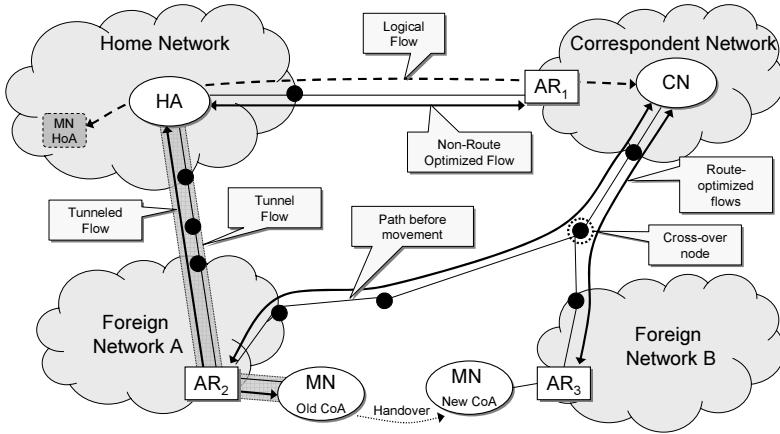 Home Network
Logical
Flow
Correspondent Network
HA
AR1
CN
MN
HoA
Non-Route
Optimized Flow
Route-
optimized
flows
Tunneled
Flow
Tunnel
Flow
Path before
movement
Cross-over
node
Foreign
Network A
Foreign
Network B
AR2
MN
Old CoA
Handover
MN
New CoA
AR3